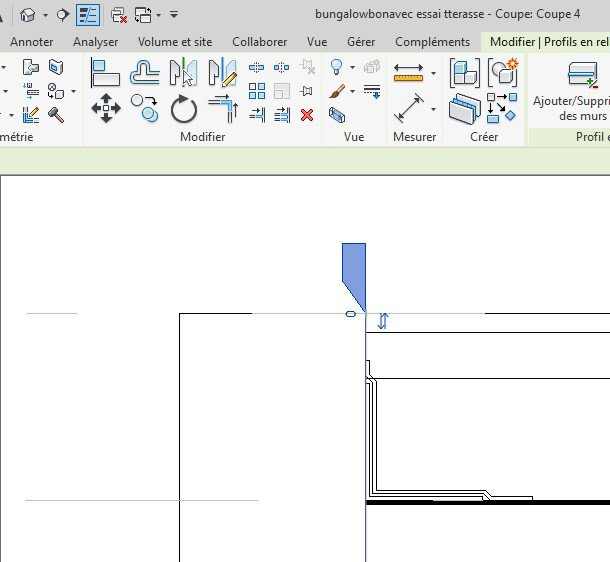 bungalowbonavec essai tterasse - Coupe: Coupe 4
Annoter Analyser Volume et site Collaborer Vue Gérer Compléments Modifier | Profils en rel
Ajouter/Suppri
des murs
métrie Modifier Vue Mesurer Créer Profil e